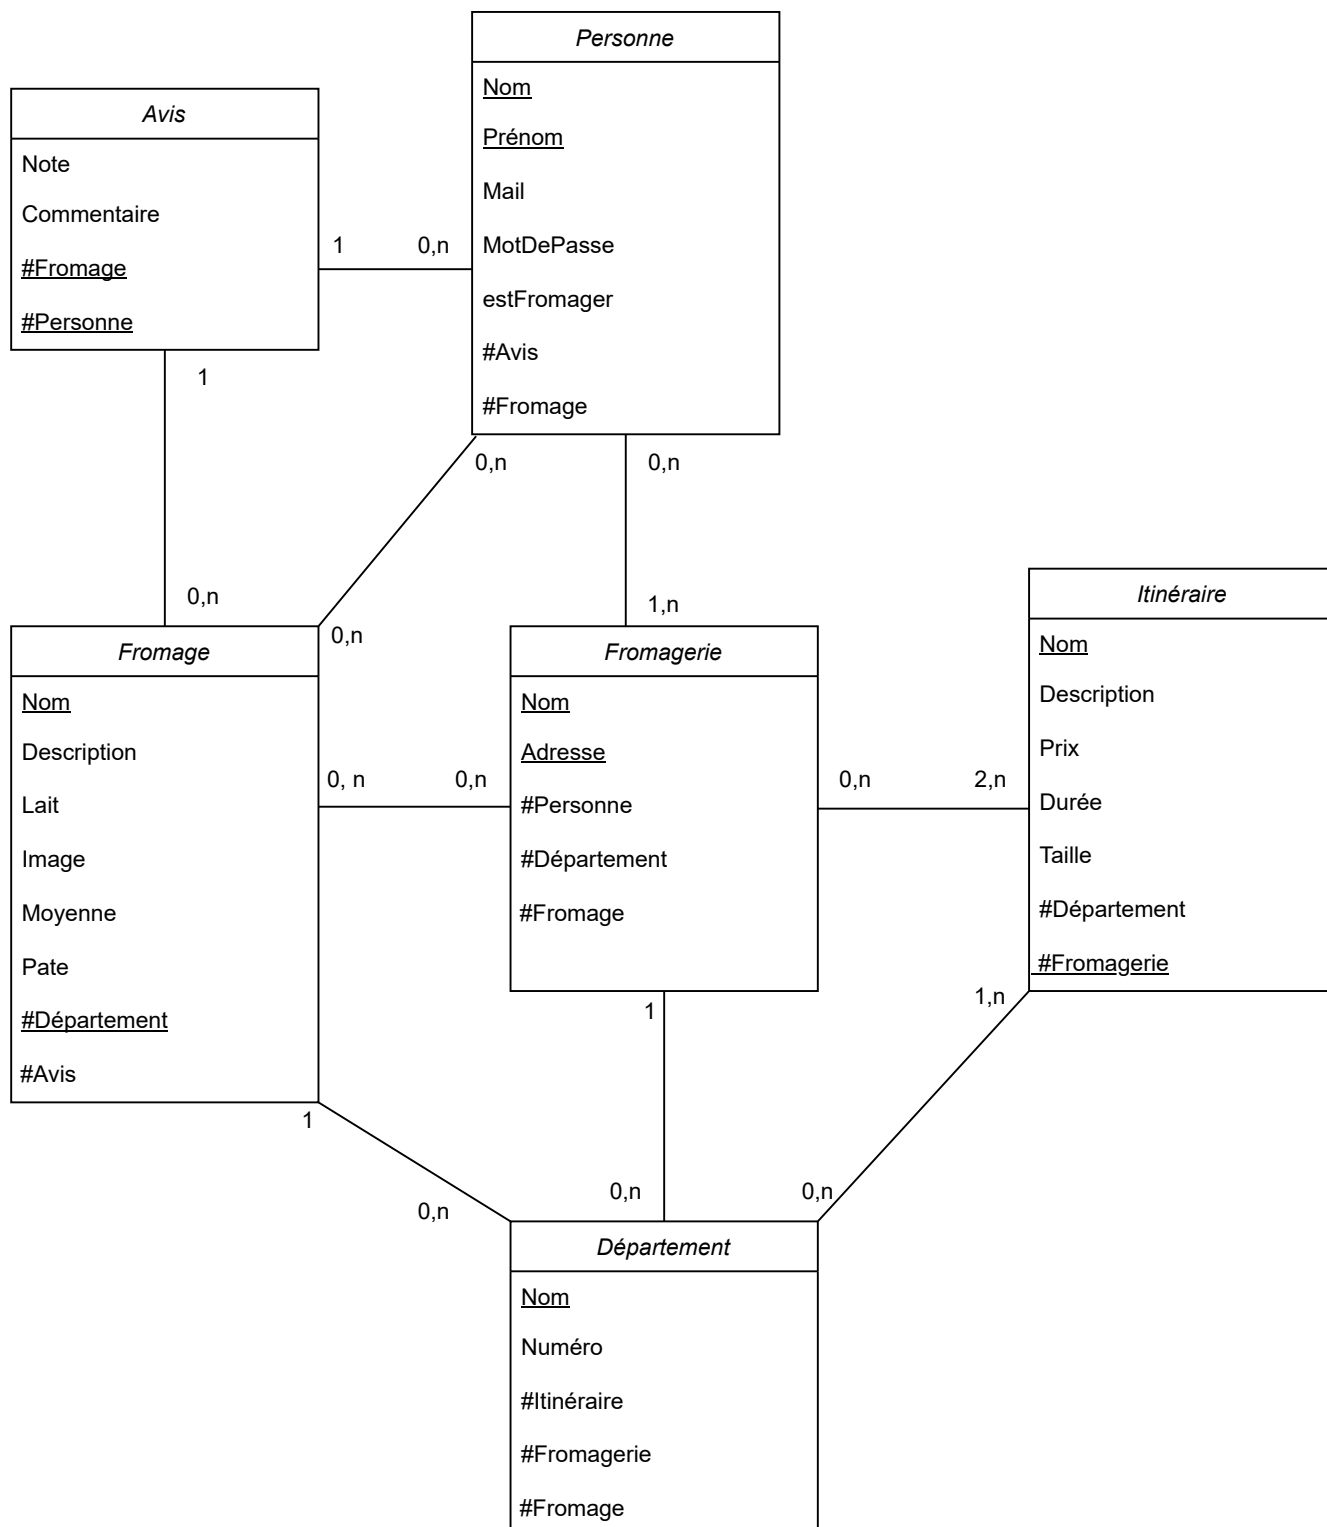 Personne
Nom
Prénom
Mail
MotDePasse
estFromager
#Avis
#Fromage
Avis
Note
Commentaire
#Fromage
#Personne
1
0,n
1
0,n
0,n
0,n
0,n
1,n
Fromage
Nom
Description
Lait
Image
Moyenne
Pate
#Département
#Avis
Fromagerie
Nom
Adresse
#Personne
#Département
#Fromage
Itinéraire
Nom
Description
Prix
Durée
Taille
#Département
#Fromagerie
0, n
0,n
0,n
2,n
1
1,n
1
0,n
0,n
0,n
Département
Nom
Numéro
#Itinéraire
#Fromagerie
#Fromage